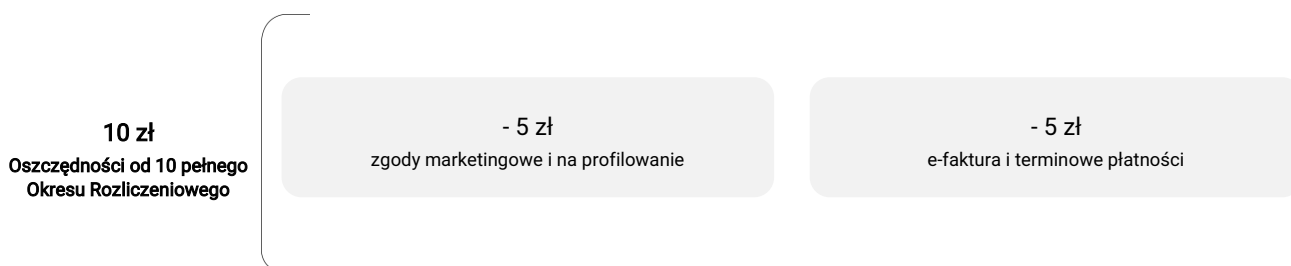 10 zł
Oszczędności od 10 pełnego
Okresu Rozliczeniowego
- 5 zł
zgody marketingowe i na profilowanie
- 5 zł
e-faktura i terminowe płatności